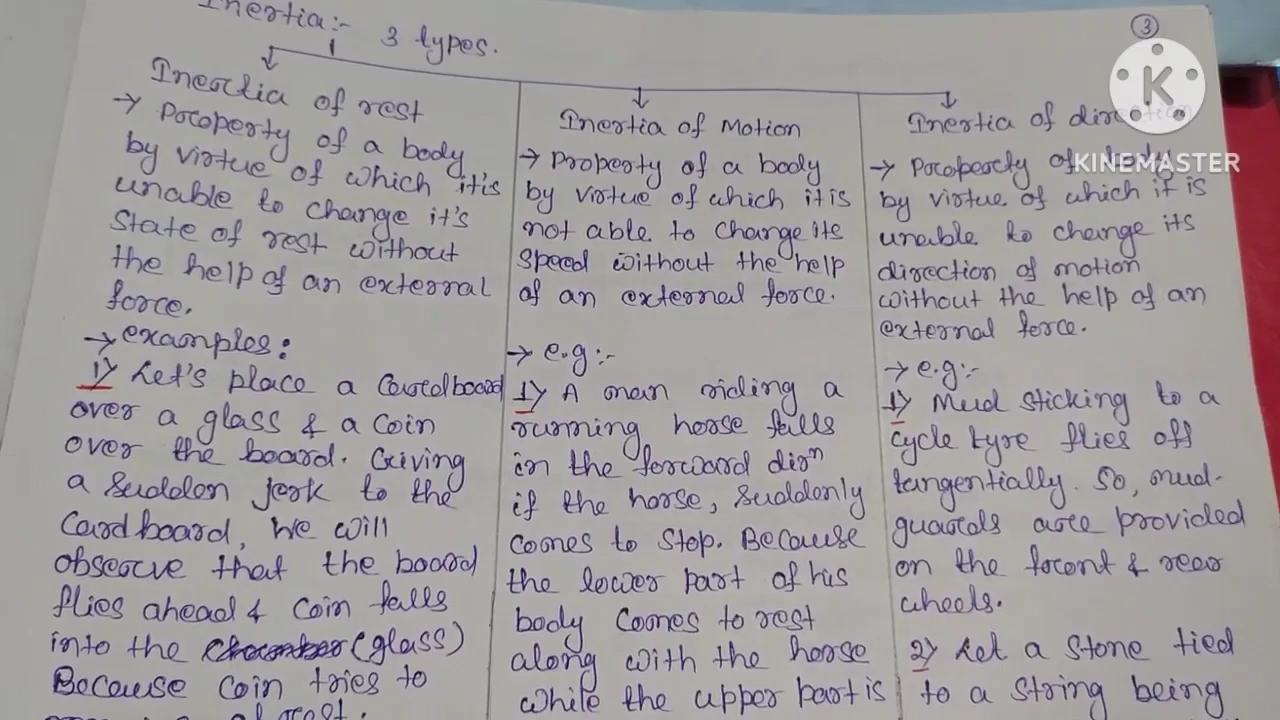 Inertia:- 3 types.
3
Inertia of rest
→ Property of a body
by virtue of which it's
unable to change it's
State of rest without
the help of an external
force.
→ examples:
1) Let's place a Cardboard
over a glass & a coin
over the board. Giving
a sudden jerk to the
Cardboard, we will
observe that the board
flies ahead & coin falls
into the (glass)
Because coin tries to
of rest.
Inertia of Motion
→ Property of a body
by virtue of which it is
not able to change its
speed without the help
of an external force.
→ e.g:-
1) A man riding a
running horse falls
in the forward dirⁿ
if the horse, suddenly
comes to stop. Because
the lower part of his
body comes to rest
along with the horse
while the upper part is
Inertia of direction
→ Property of a body
by virtue of which it is
unable to change its
direction of motion
without the help of an
external force.
→ e.g:-
1) Mud sticking to a
cycle tyre flies off
tangentially. So, mud-
guards are provided
on the front & rear
wheels.
2) Let a stone tied
to a string being
K
KINEMASTER